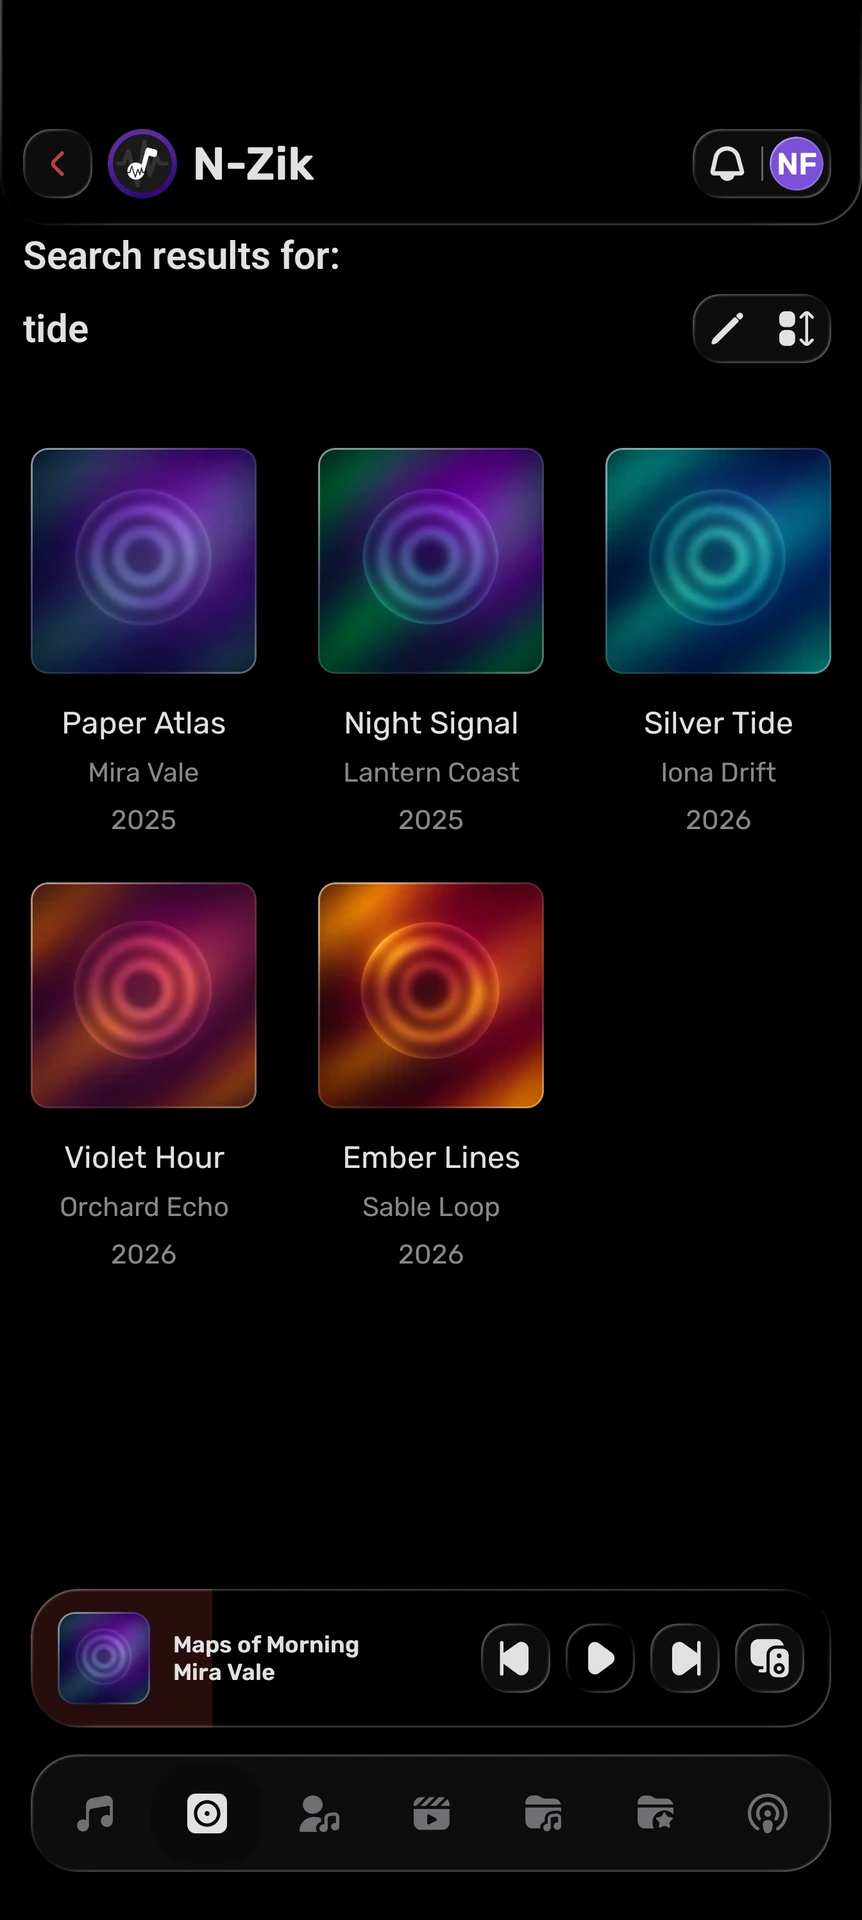 N-Zik
NF
Search results for:
tide
Paper Atlas
Mira Vale
2025
Night Signal
Lantern Coast
2025
Silver Tide
Iona Drift
2026
Violet Hour
Orchard Echo
2026
Ember Lines
Sable Loop
2026
Maps of Morning
Mira Vale